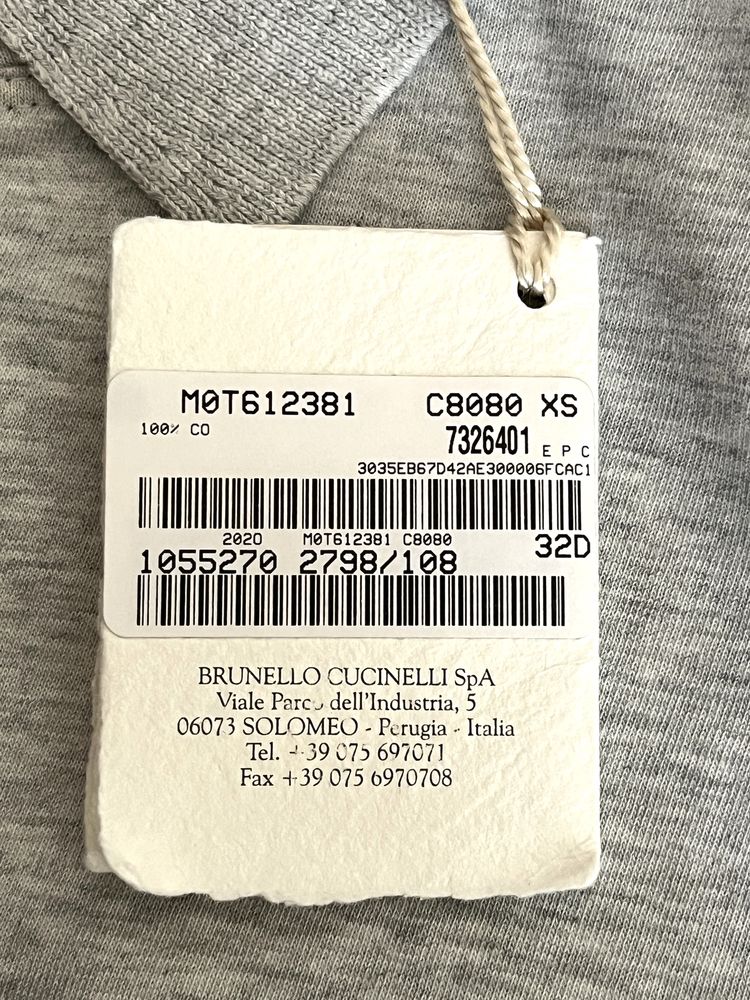 M0T612381 C8080 XS
100% CO 7326401 E P C
3035EB67D42AE300006FCAC1
2020 M0T612381 C8080 32D
1055270 2798/108
BRUNELLO CUCINELLI SpA
Viale Parco dell'Industria, 5
06073 SOLOMEO - Perugia - Italia
Tel. +39 075 697071
Fax +39 075 6970708